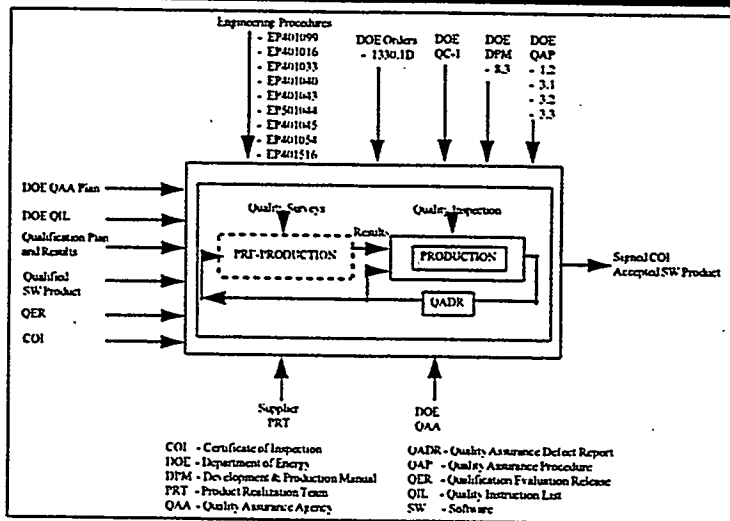 Engineering Procedures
- EP401099
- EP401016
- EP401033
- EP401040
- EP401043
- EP501044
- EP401045
- EP401054
- EP401516
DOE Orders
- 1330.1D
DOE
QC-1
DOE
DPM
- 8.3
DOE
QAP
- 1.2
- 3.1
- 3.2
- 3.3
DOE QAA Plan
DOE QIL
Qualification Plan
and Results
Qualified
SW Product
QER
COI
Quality Surveys
PRE-PRODUCTION
Results
Quality Inspection
PRODUCTION
QADR
Signed COI
Accepted SW Product
Supplier
PRT
DOE
QAA
COI - Certificate of Inspection
DOE - Department of Energy
DPM - Development & Production Manual
PRT - Product Realization Team
QAA - Quality Assurance Agency
QADR - Quality Assurance Defect Report
QAP - Quality Assurance Procedure
QER - Qualification Evaluation Release
QIL - Quality Instruction List
SW - Software